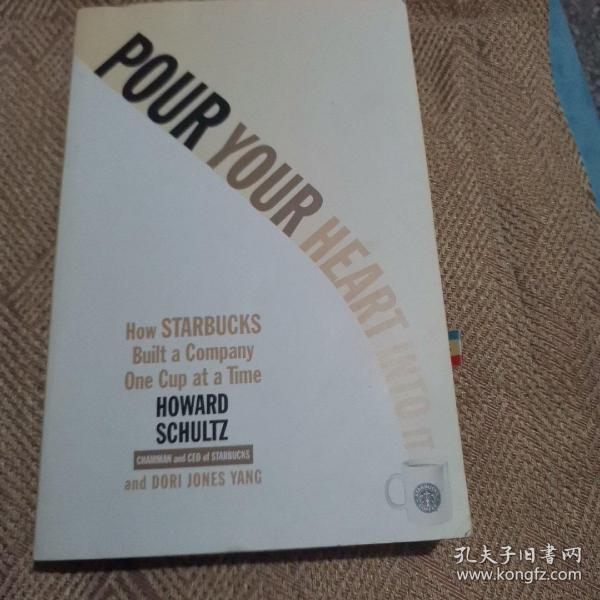 POUR YOUR HEART INTO IT
How STARBUCKS
Built a Company
One Cup at a Time
HOWARD
SCHULTZ
CHAIRMAN and CEO of STARBUCKS
and DORI JONES YANG
孔夫子旧書网
www.kongfz.com